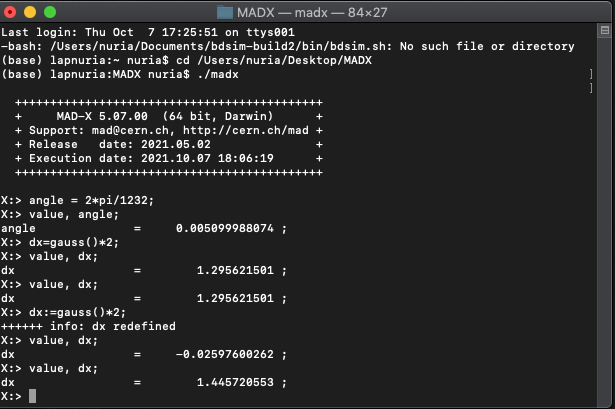 MADX — madx — 84×27
Last login: Thu Oct  7 17:25:51 on ttys001
-bash: /Users/nuria/Documents/bdsim-build2/bin/bdsim.sh: No such file or directory
(base) lapnuria:~ nuria$ cd /Users/nuria/Desktop/MADX
(base) lapnuria:MADX nuria$ ./madx ]
]
++++++++++++++++++++++++++++++++++++++++++++
+     MAD-X 5.07.00  (64 bit, Darwin)      +
+ Support: mad@cern.ch, http://cern.ch/mad +
+ Release   date: 2021.05.02               +
+ Execution date: 2021.10.07 18:06:19      +
++++++++++++++++++++++++++++++++++++++++++++
X:> angle = 2*pi/1232;
X:> value, angle;
angle              =     0.005099988074 ;
X:> dx=gauss()*2;
X:> value, dx;
dx                 =        1.295621501 ;
X:> value, dx;
dx                 =        1.295621501 ;
X:> dx:=gauss()*2;
++++++ info: dx redefined
X:> value, dx;
dx                 =     -0.02597600262 ;
X:> value, dx;
dx                 =        1.445720553 ;
X:>